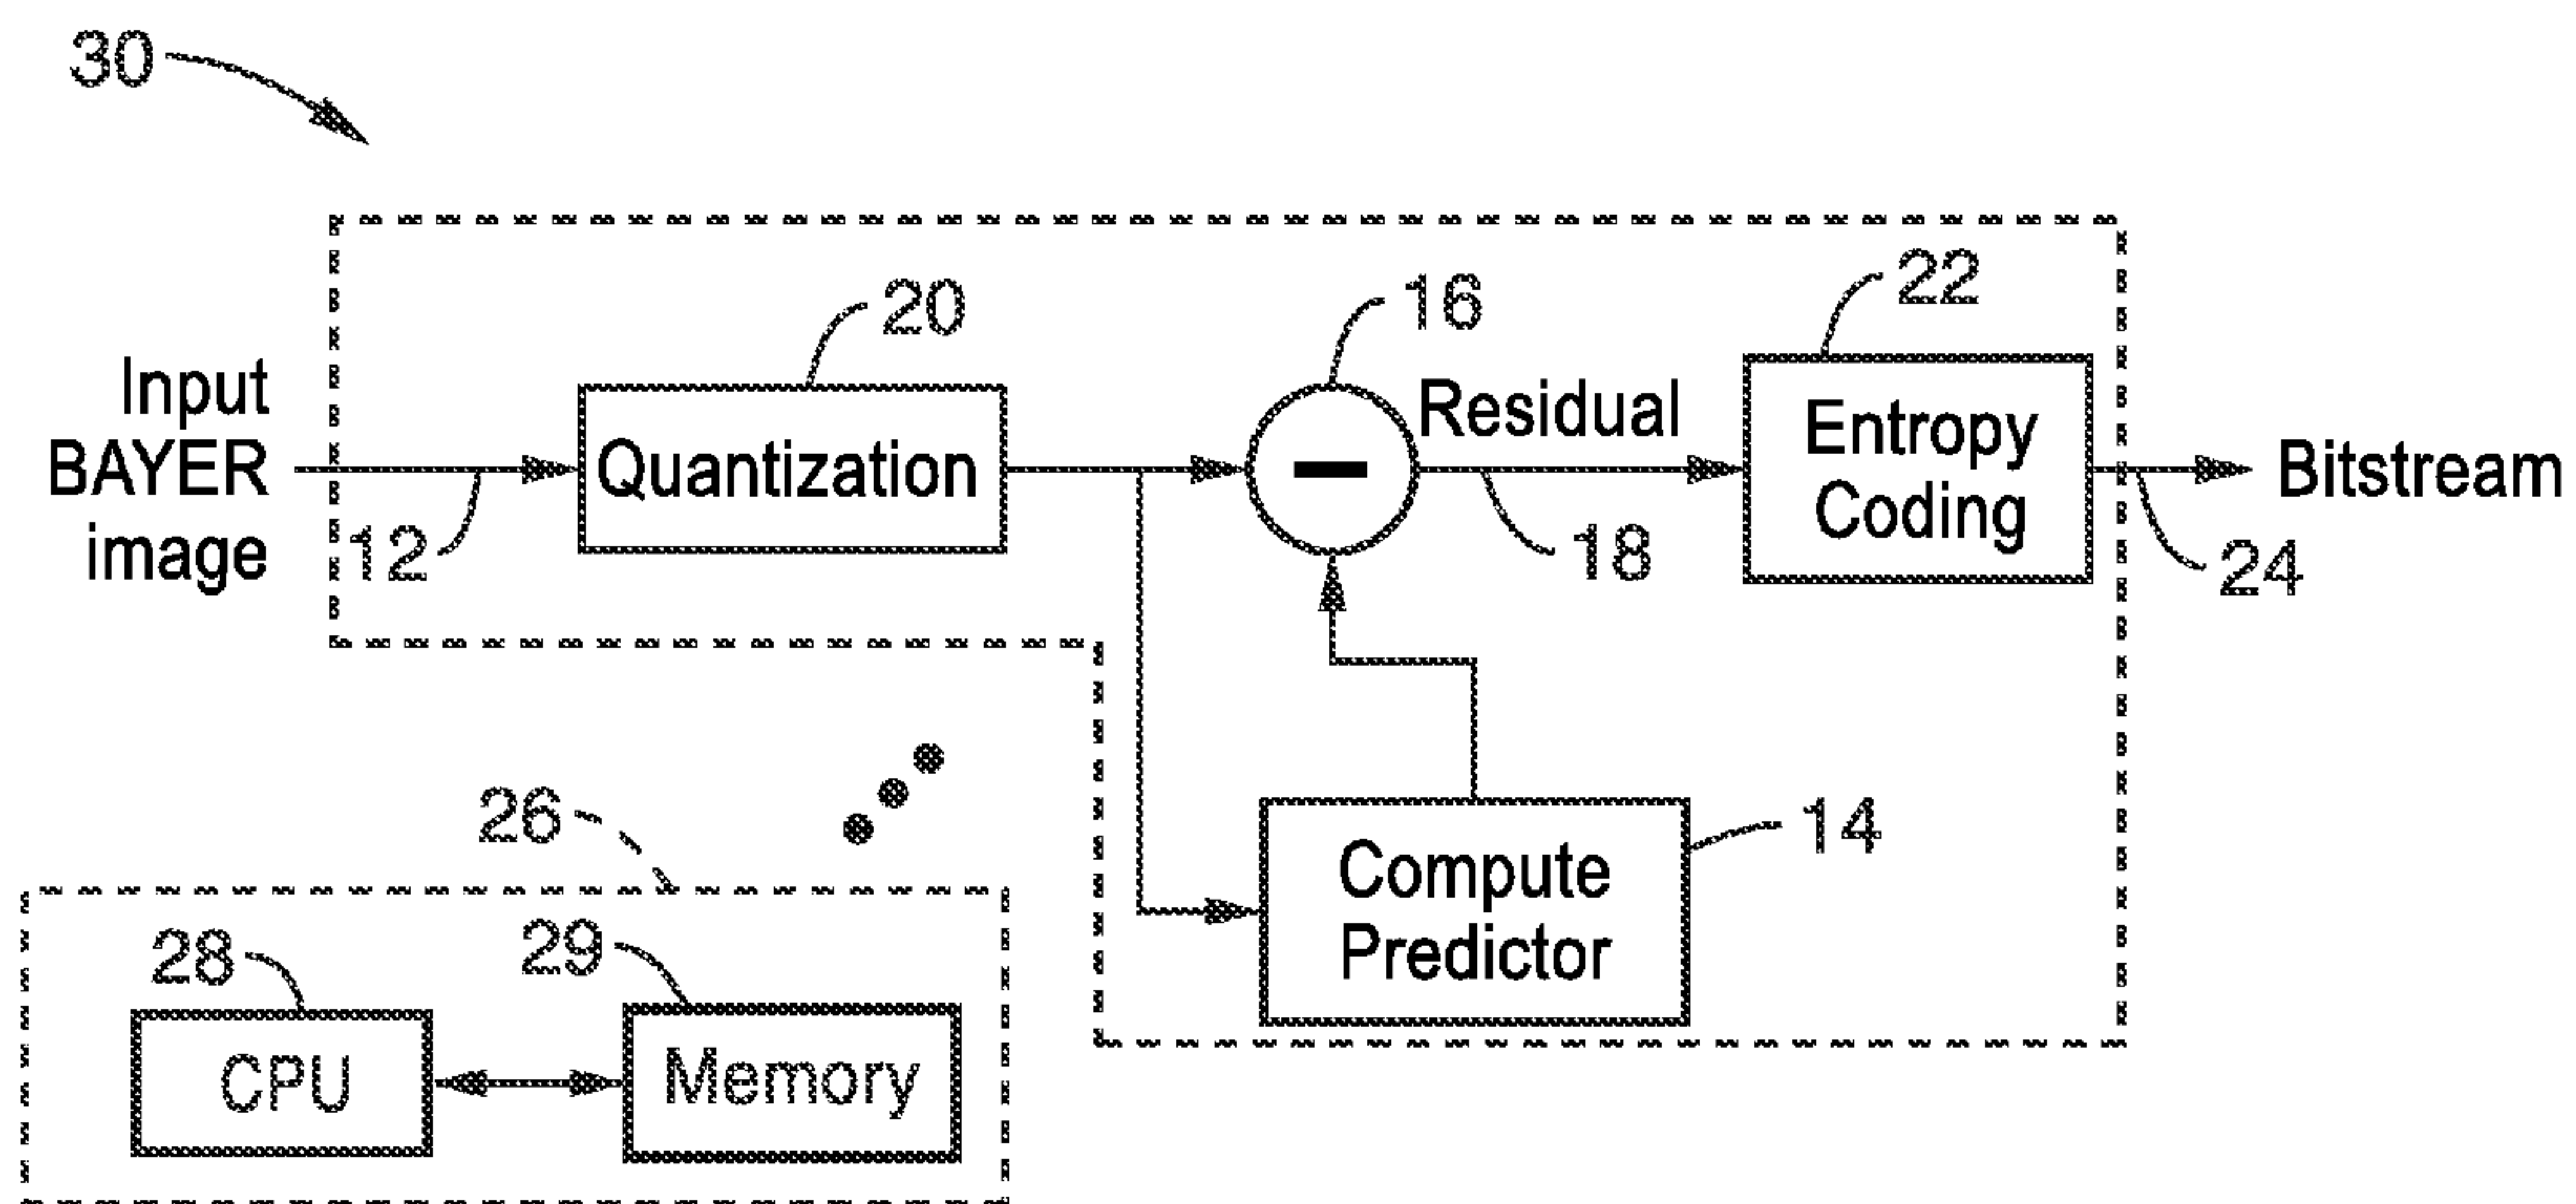 30
20
16
22
Input
BAYER
image
12
Quantization
Residual
18
Entropy
Coding
24
Bitstream
26
14
Compute
Predictor
28
29
CPU
Memory